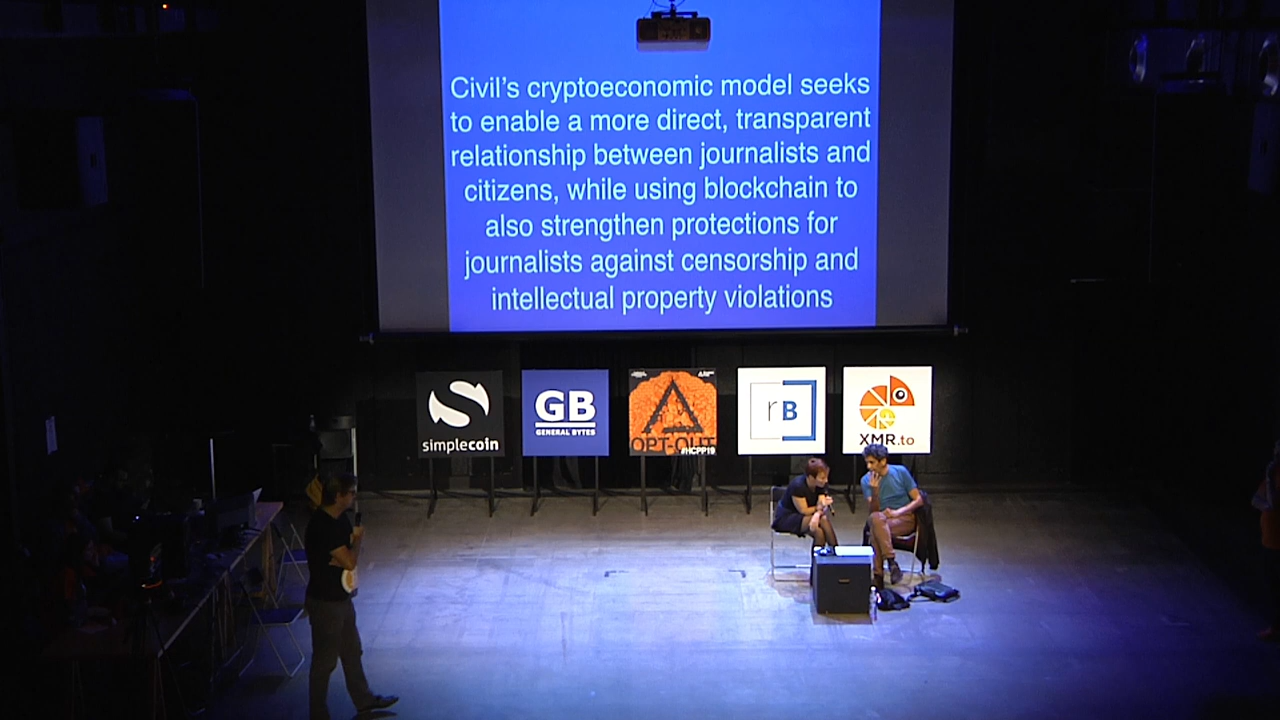 Civil's cryptoeconomic model seeks
to enable a more direct, transparent
relationship between journalists and
citizens, while using blockchain to
also strengthen protections for
journalists against censorship and
intellectual property violations
simplecoin
GB
GENERAL BYTES
OPT-OUT
#HCPP19
rB
XMR.to